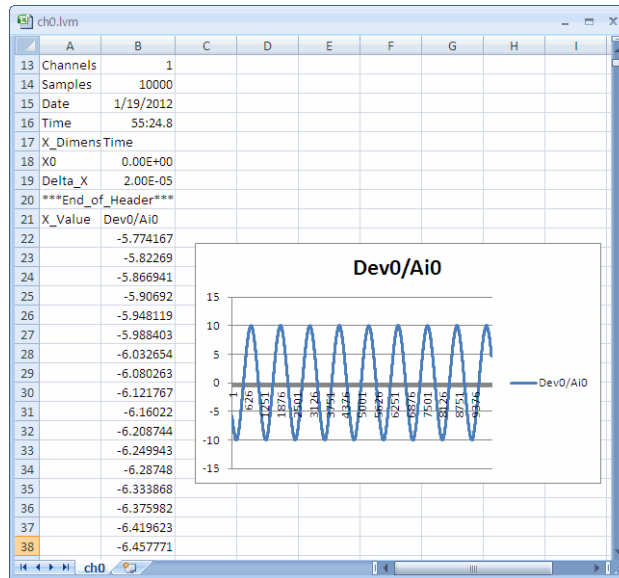 ch0.lvm
A B C D E F G H I
13 Channels 1
14 Samples 10000
15 Date 1/19/2012
16 Time 55:24.8
17 X_Dimens Time
18 X0 0.00E+00
19 Delta_X 2.00E-05
20 ***End_of_Header***
21 X_Value Dev0/Ai0
22 -5.774167
23 -5.82269
24 -5.866941
25 -5.90692
26 -5.948119
27 -5.988403
28 -6.032654
29 -6.080263
30 -6.121767
31 -6.16022
32 -6.208744
33 -6.249943
34 -6.28748
35 -6.333868
36 -6.375982
37 -6.419623
38 -6.457771
Dev0/Ai0
15
10
5
0
-5
-10
-15
1 626 1251 1876 2501 3126 3751 4376 5001 5626 6251 6876 7501 8126 8751 9376
Dev0/Ai0
ch0